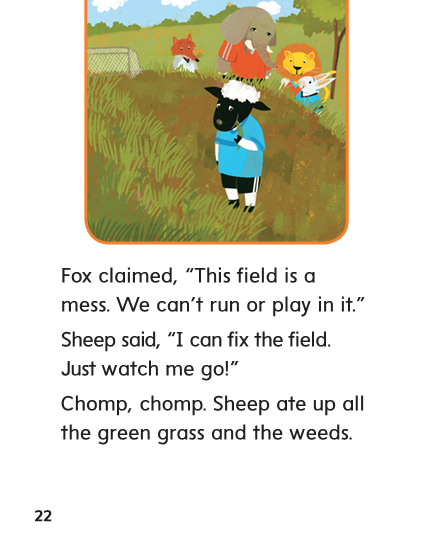 Fox claimed, “This field is a
mess. We can’t run or play in it.”
Sheep said, “I can fix the field.
Just watch me go!”
Chomp, chomp. Sheep ate up all
the green grass and the weeds.
22